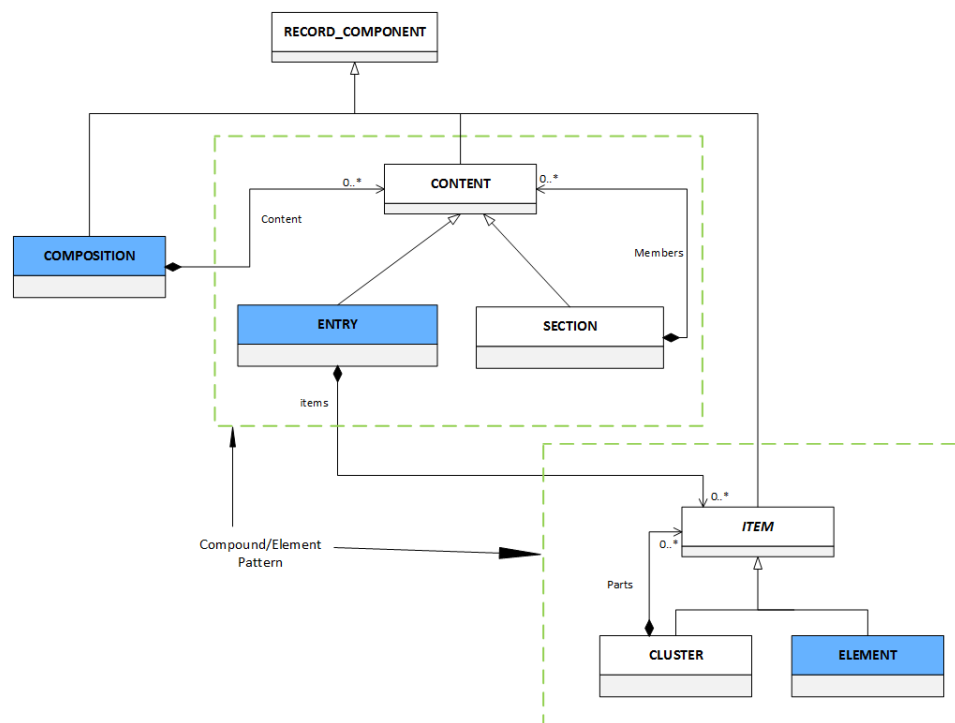 RECORD_COMPONENT
CONTENT
0..*
0..*
Content
COMPOSITION
Members
ENTRY
SECTION
items
0..*
ITEM
0..*
Compound/Element
Pattern
Parts
CLUSTER
ELEMENT